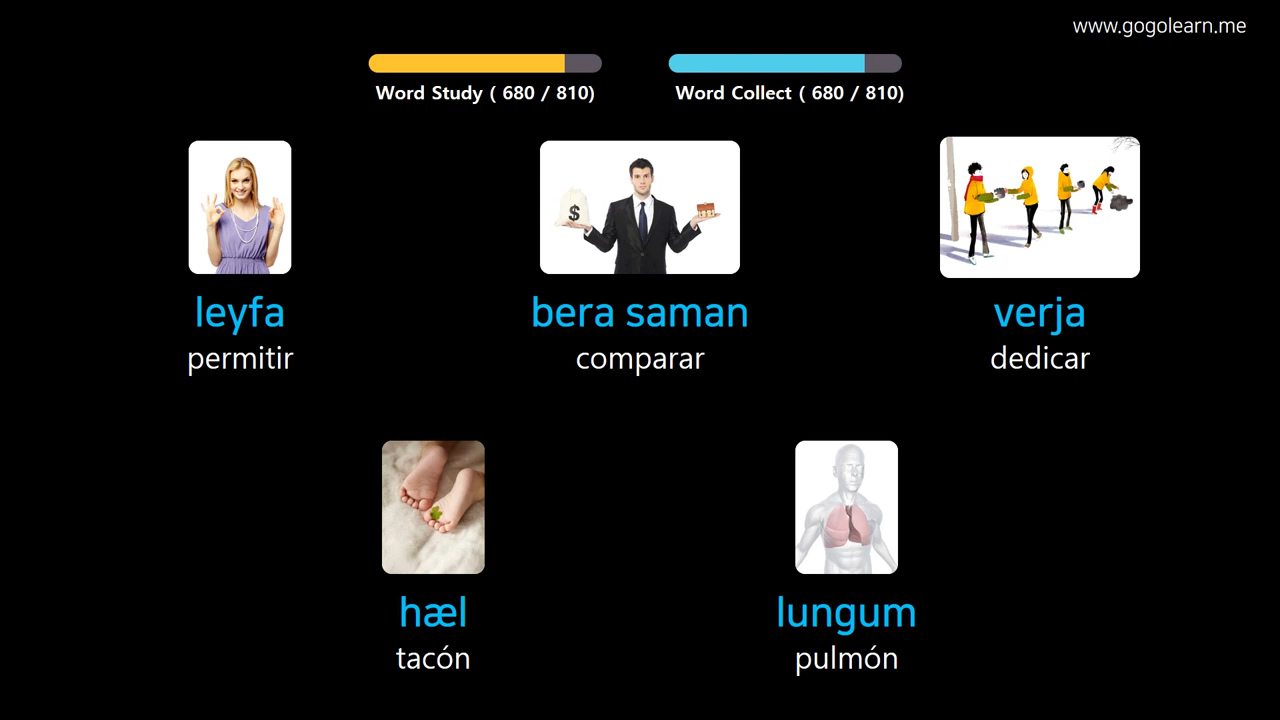 www.gogolearn.me
Word Study ( 680 / 810)
Word Collect ( 680 / 810)
$
leyfa
permitir
bera saman
comparar
verja
dedicar
hæl
tacón
lungum
pulmón